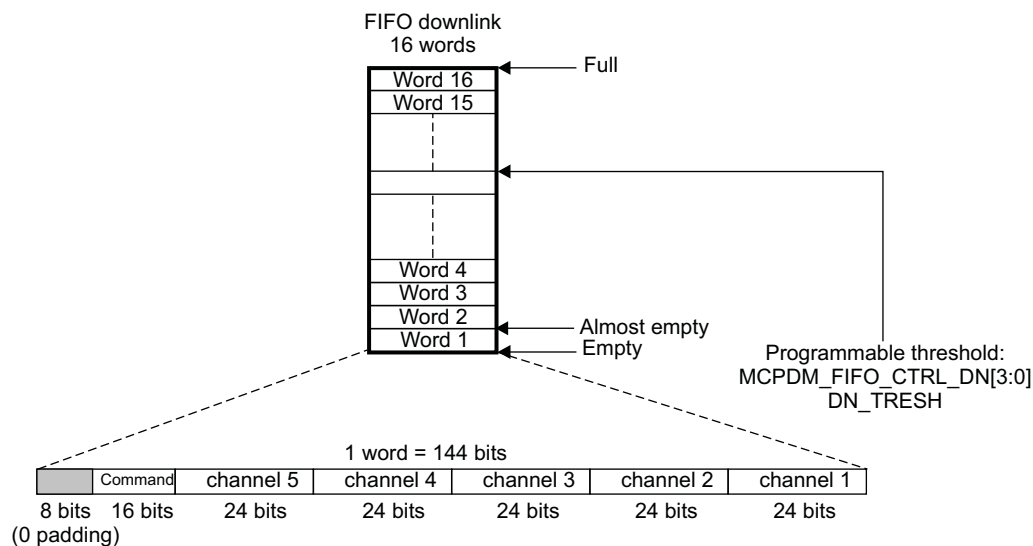 FIFO downlink
16 words
Full
Word 16
Word 15
Word 4
Word 3
Word 2
Almost empty
Word 1
Empty
Programmable threshold:
MCPDM_FIFO_CTRL_DN[3:0]
DN_TRESH
1 word = 144 bits
Command channel 5 channel 4 channel 3 channel 2 channel 1
8 bits 16 bits 24 bits 24 bits 24 bits 24 bits 24 bits
(0 padding)